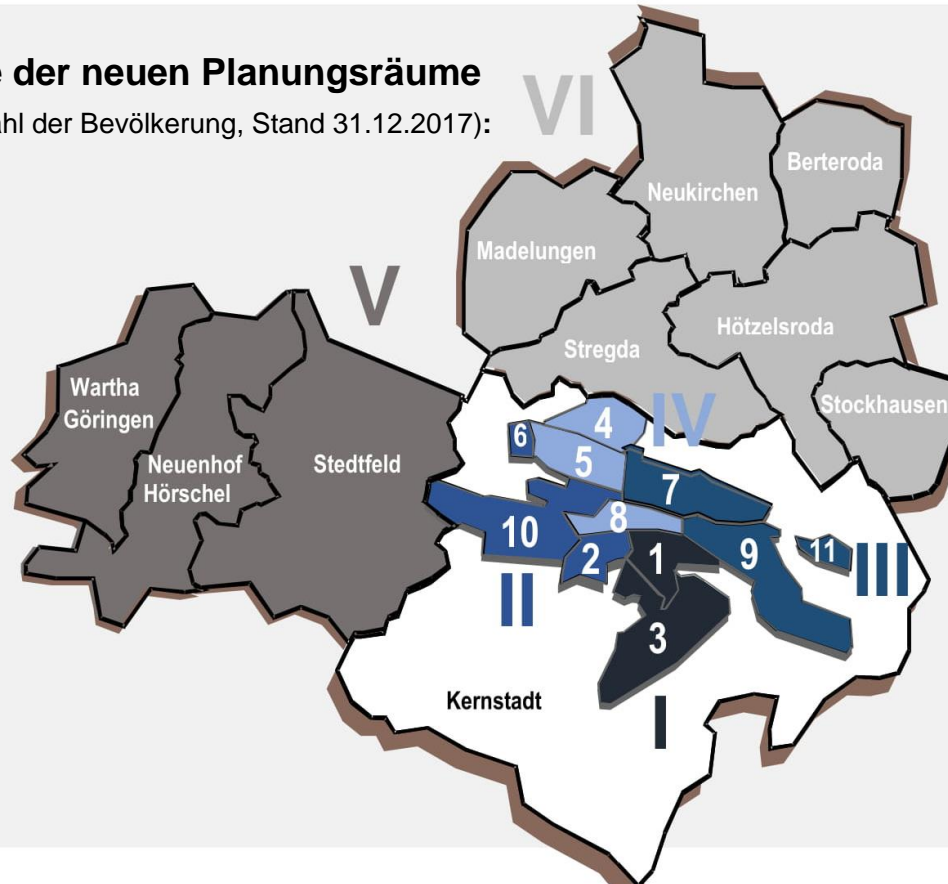 der neuen Planungsräume
der Bevölkerung, Stand 31.12.2017):
VI
Berteroda
Neukirchen
Madelungen
V
Hötzelsroda
Stregda
Wartha
Göringen
Stockhausen
IV
4
6
5
Neuenhof
Hörschel
Stedtfeld
7
8
10
2
1
9
11
III
II
3
Kernstadt
I